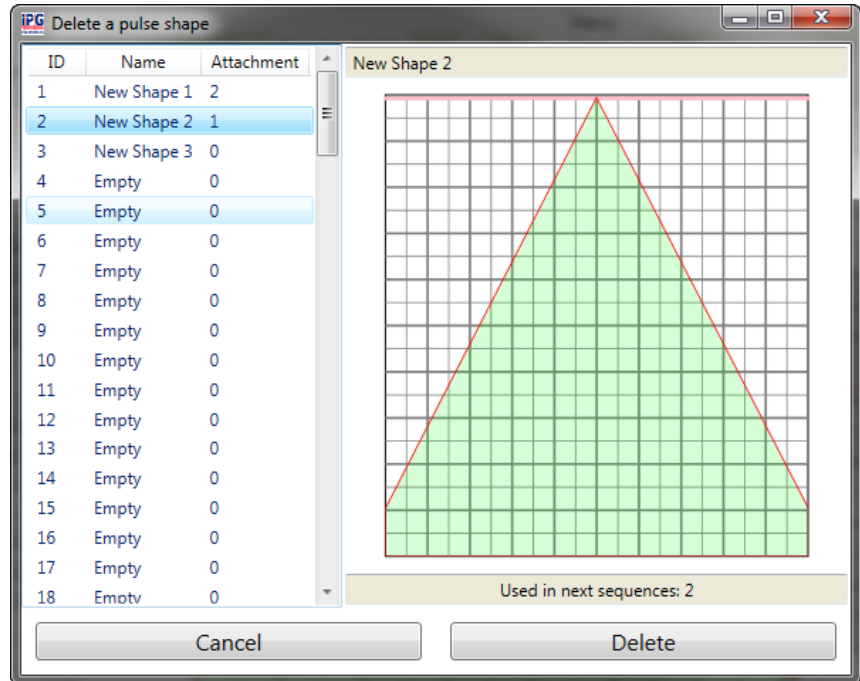 iPG Delete a pulse shape
ID Name Attachment
1 New Shape 1 2
2 New Shape 2 1
3 New Shape 3 0
4 Empty 0
5 Empty 0
6 Empty 0
7 Empty 0
8 Empty 0
9 Empty 0
10 Empty 0
11 Empty 0
12 Empty 0
13 Empty 0
14 Empty 0
15 Empty 0
16 Empty 0
17 Empty 0
18 Empty 0
New Shape 2
Used in next sequences: 2
Cancel
Delete